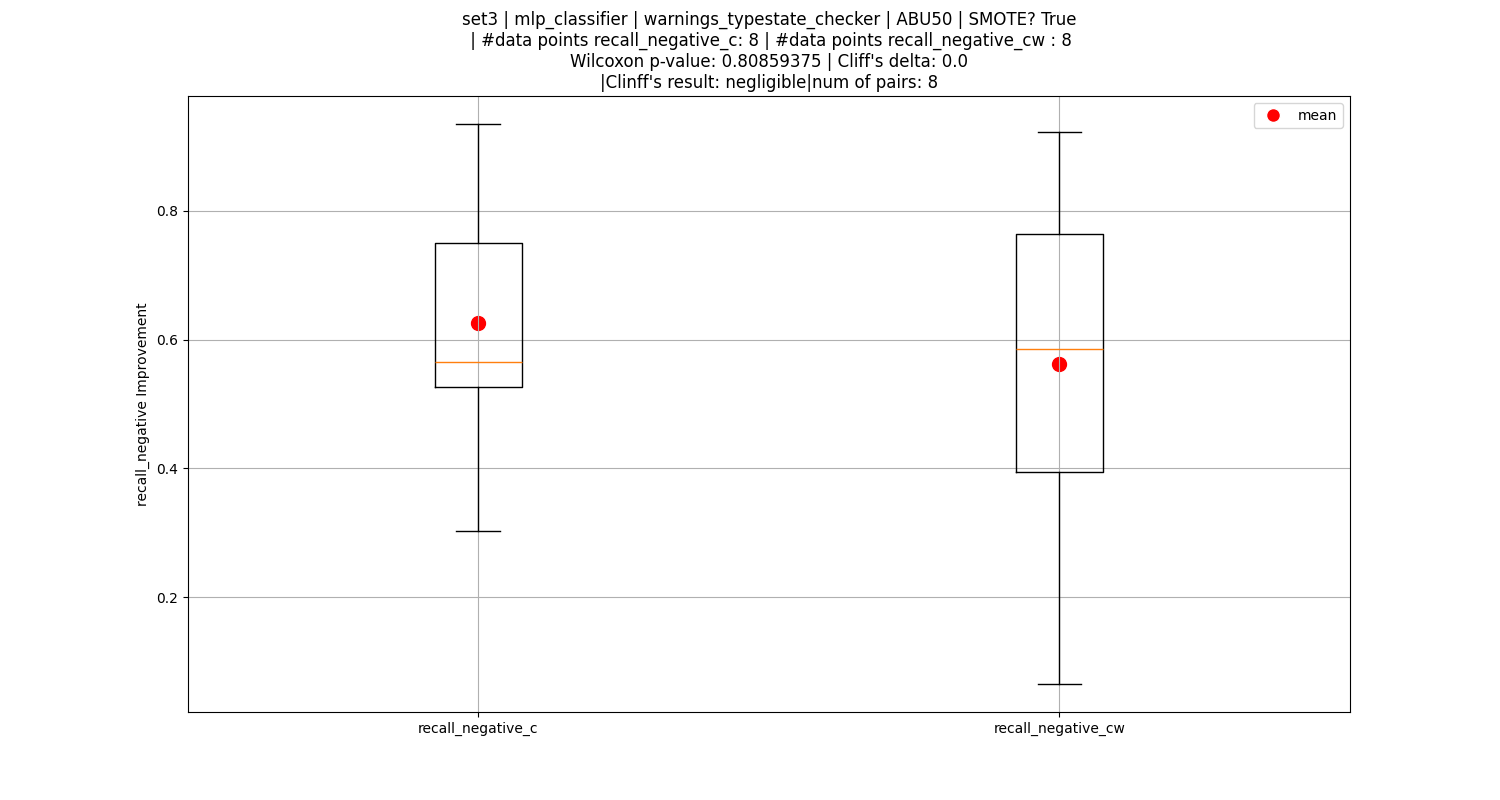 set3 | mlp_classifier | warnings_typestate_checker | ABU50 | SMOTE? True
| #data points recall_negative_c: 8 | #data points recall_negative_cw : 8
Wilcoxon p-value: 0.80859375 | Cliff's delta: 0.0
|Clinff's result: negligible|num of pairs: 8
mean
0.8
0.6
0.4
0.2
recall_negative Improvement
recall_negative_c
recall_negative_cw